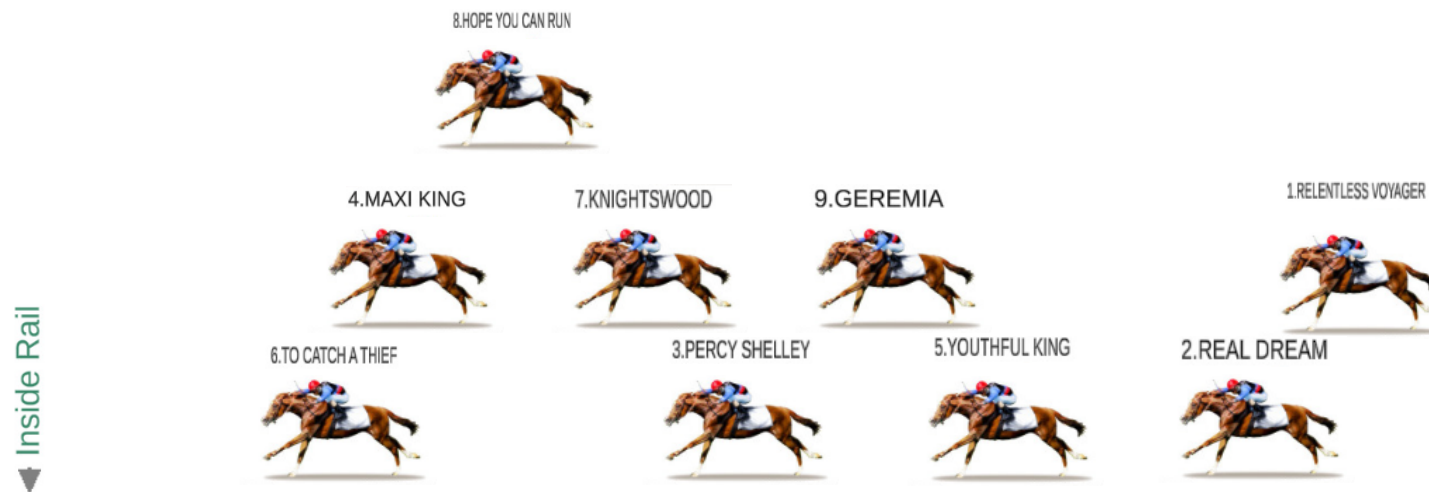 8.HOPE YOU CAN RUN
4.MAXI KING
7.KNIGHTSWOOD
9.GEREMIA
1.RELENTLESS VOYAGER
6.TO CATCH A THIEF
3.PERCY SHELLEY
5.YOUTHFUL KING
2.REAL DREAM
Inside Rail